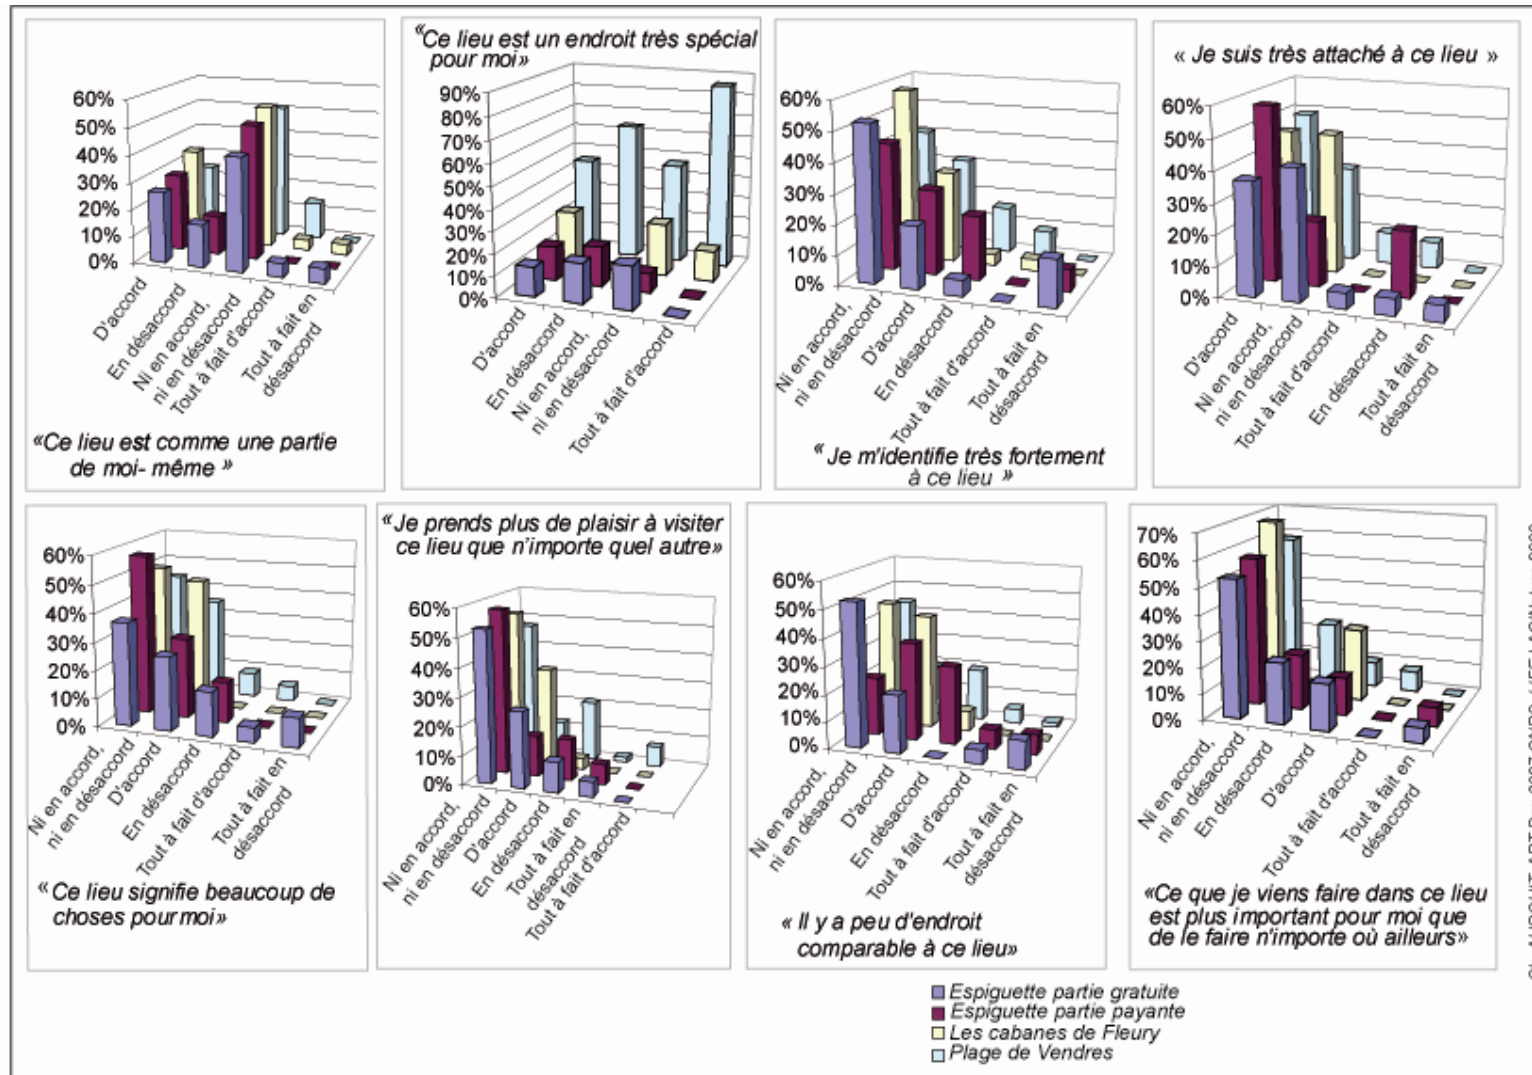 60%
50%
40%
30%
20%
10%
0%
D'accord
En désaccord
Ni en accord,
ni en désaccord
Tout à fait d'accord
Tout à fait en
désaccord
«Ce lieu est comme une partie
de moi- même »
«Ce lieu est un endroit très spécial
pour moi»
90%
80%
70%
60%
50%
40%
30%
20%
10%
0%
D'accord
En désaccord
Ni en accord,
ni en désaccord
Tout à fait d'accord
60%
50%
40%
30%
20%
10%
0%
Ni en accord,
ni en désaccord
D'accord
En désaccord
Tout à fait d'accord
Tout à fait en
désaccord
« Je m'identifie très fortement
à ce lieu »
« Je suis très attaché à ce lieu »
60%
50%
40%
30%
20%
10%
0%
D'accord
Ni en accord,
ni en désaccord
Tout à fait d'accord
En désaccord
Tout à fait en
désaccord
60%
50%
40%
30%
20%
10%
0%
Ni en accord,
ni en désaccord
D'accord
En désaccord
Tout à fait d'accord
Tout à fait en
désaccord
« Ce lieu signifie beaucoup de
choses pour moi»
« Je prends plus de plaisir à visiter
ce lieu que n'importe quel autre»
60%
50%
40%
30%
20%
10%
0%
Ni en accord,
ni en désaccord
D'accord
En désaccord
Tout à fait en
désaccord
Tout à fait d'accord
60%
50%
40%
30%
20%
10%
0%
Ni en accord,
ni en désaccord
D'accord
En désaccord
Tout à fait d'accord
Tout à fait en
désaccord
« Il y a peu d'endroit
comparable à ce lieu»
70%
60%
50%
40%
30%
20%
10%
0%
Ni en accord,
ni en désaccord
En désaccord
D'accord
Tout à fait d'accord
Tout à fait en
désaccord
«Ce que je viens faire dans ce lieu
est plus important pour moi que
de le faire n'importe où ailleurs»
Espiguette partie gratuite
Espiguette partie payante
Les cabanes de Fleury
Plage de Vendres